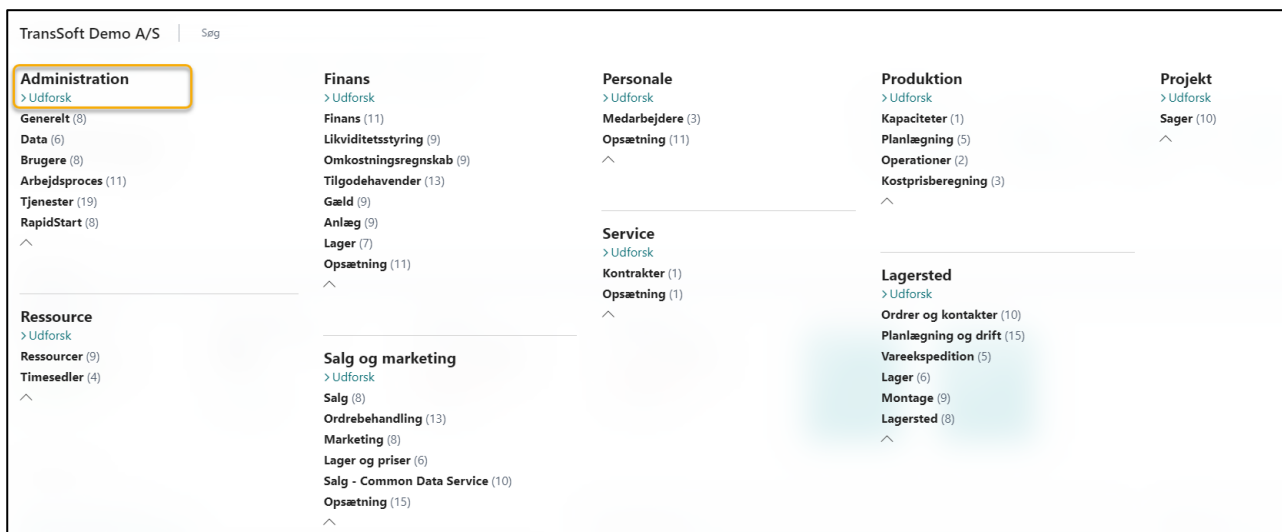 TransSoft Demo A/S
Søg
Administration
> Udforsk
Generelt (8)
Data (6)
Brugere (8)
Arbejdsproces (11)
Tjenester (19)
RapidStart (8)
Ressource
> Udforsk
Ressourcer (9)
Timesedler (4)
Finans
> Udforsk
Finans (11)
Likviditetsstyring (9)
Omkostningsregnskab (9)
Tilgodehavender (13)
Gæld (9)
Anlæg (9)
Lager (7)
Opsætning (11)
Salg og marketing
> Udforsk
Salg (8)
Ordrebehandling (13)
Marketing (8)
Lager og priser (6)
Salg - Common Data Service (10)
Opsætning (15)
Personale
> Udforsk
Medarbejdere (3)
Opsætning (11)
Service
> Udforsk
Kontrakter (1)
Opsætning (1)
Produktion
> Udforsk
Kapaciteter (1)
Planlægning (5)
Operationer (2)
Kostprisberegning (3)
Lagersted
> Udforsk
Ordrer og kontakter (10)
Planlægning og drift (15)
Vareekspedition (5)
Lager (6)
Montage (9)
Lagersted (8)
Projekt
> Udforsk
Sager (10)